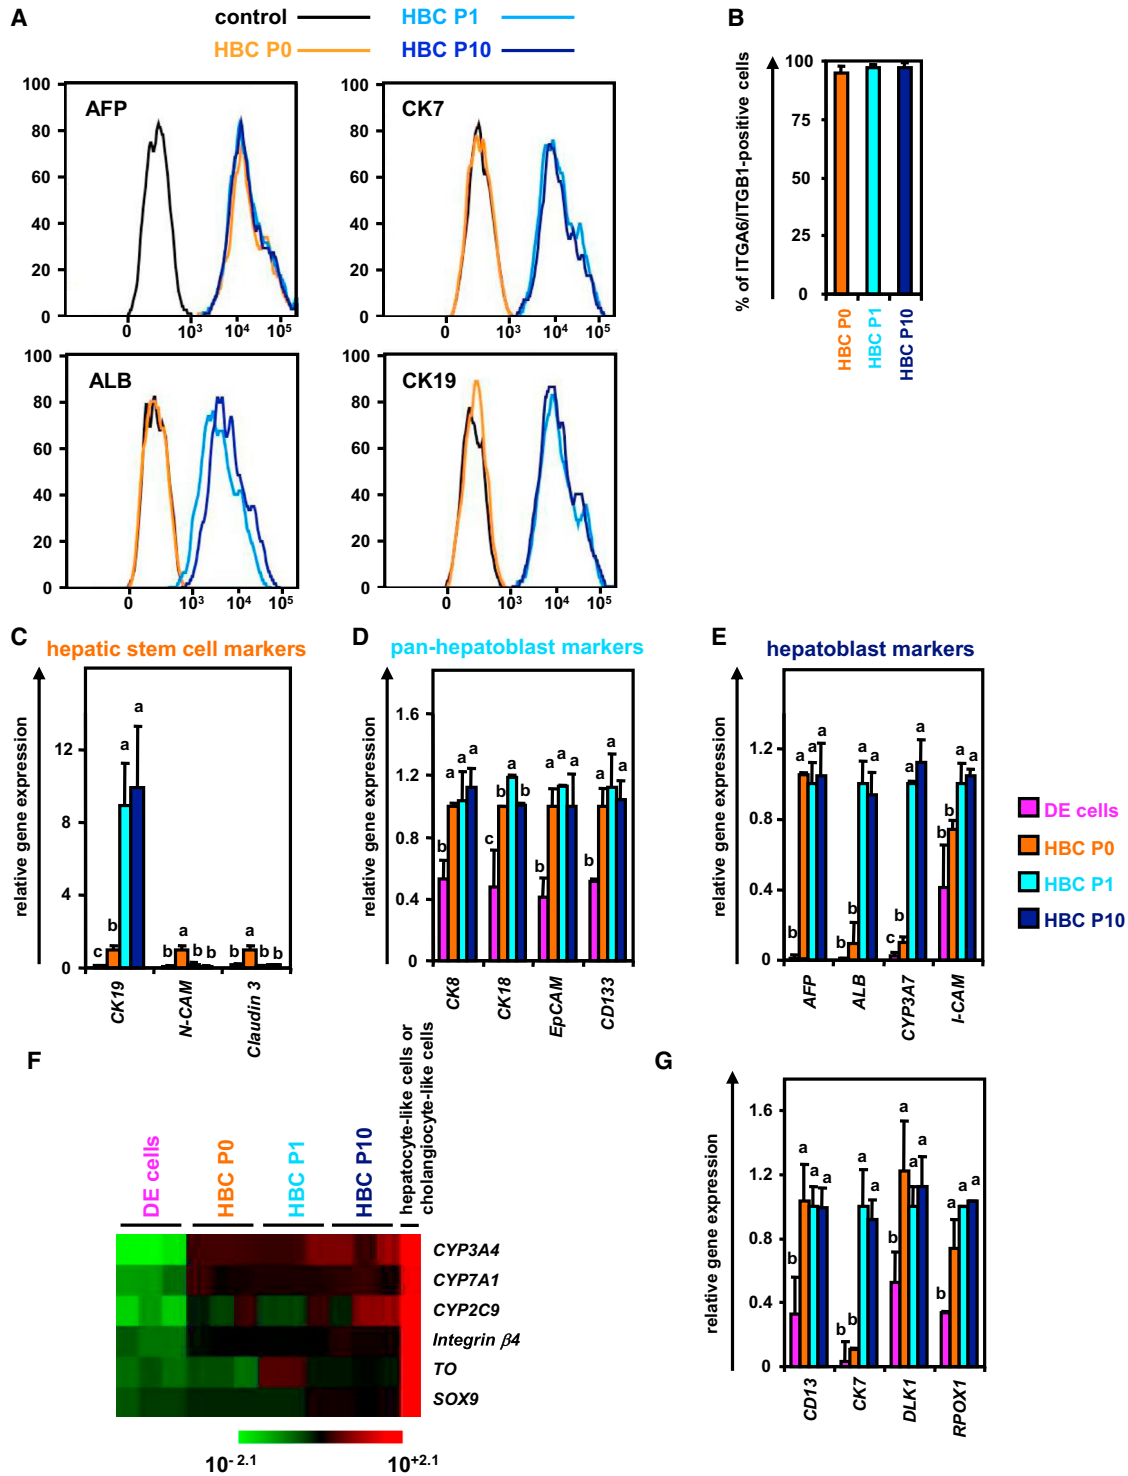 A
control
HBC P1
HBC P0
HBC P10
AFP
100
80
60
40
20
0
0 10³ 10⁴ 10⁵
CK7
100
80
60
40
20
0
0 10³ 10⁴ 10⁵
ALB
100
80
60
40
20
0
0 10³ 10⁴ 10⁵
CK19
100
80
60
40
20
0
0 10³ 10⁴ 10⁵
B
% of ITGA6/ITGB1-positive cells
100
75
50
25
0
HBC P0
HBC P1
HBC P10
C
hepatic stem cell markers
relative gene expression
12
8
4
0
c b a a
b a b b
b a b b
CK19
N-CAM
Claudin 3
D
pan-hepatoblast markers
relative gene expression
1.6
1.2
0.8
0.4
0
b a a a
c b a b
b a a a
b a a a
CK8
CK18
EpCAM
CD133
E
hepatoblast markers
relative gene expression
1.2
0.8
0.4
0
b a a a
b b a a
c b a a
b b a a
AFP
ALB
CYP3A7
I-CAM
DE cells
HBC P0
HBC P1
HBC P10
F
DE cells
HBC P0
HBC P1
HBC P10
hepatocyte-like cells or
cholangiocyte-like cells
CYP3A4
CYP7A1
CYP2C9
Integrin β4
TO
SOX9
10⁻²·¹
10⁺²·¹
G
relative gene expression
1.6
1.2
0.8
0.4
0
b a a a
b b a a
b a a a
b a a a
CD13
CK7
DLK1
RPOX1